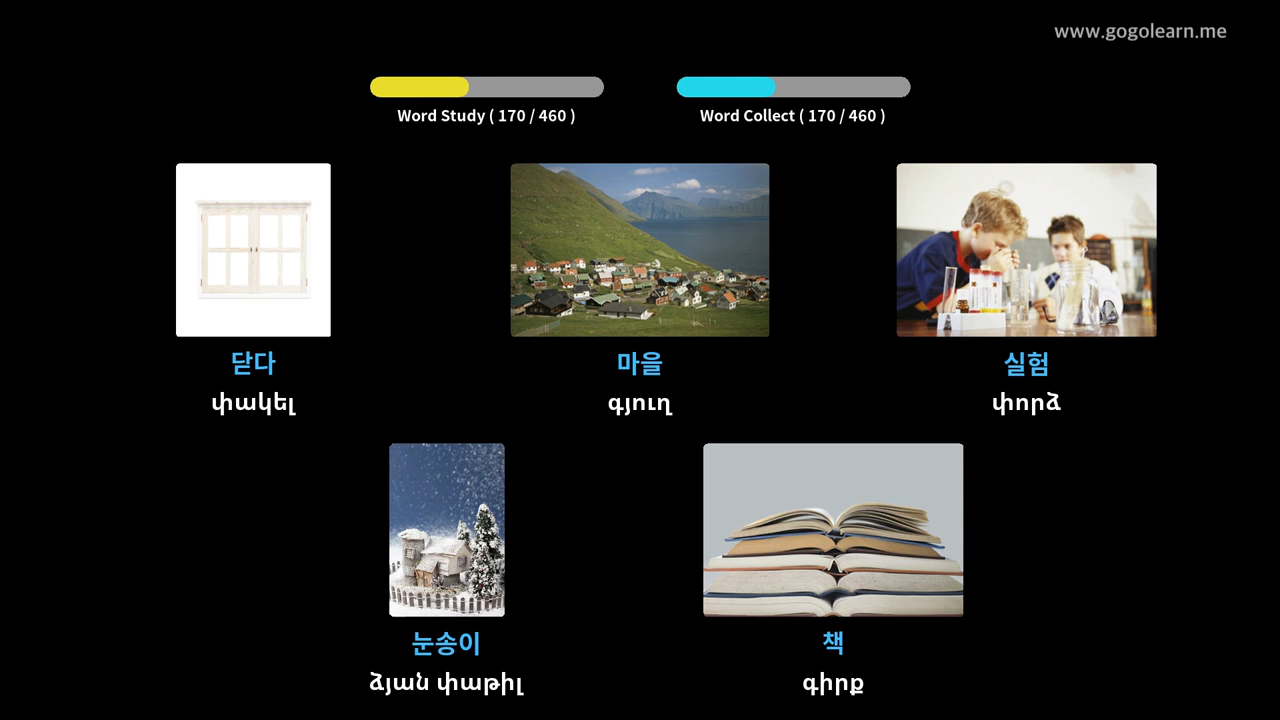 www.gogolearn.me
Word Study ( 170 / 460 )
Word Collect ( 170 / 460 )
닫다
փակել
마을
գյուղ
실험
փորձ
눈송이
ձյան փաթիլ
책
գիրք